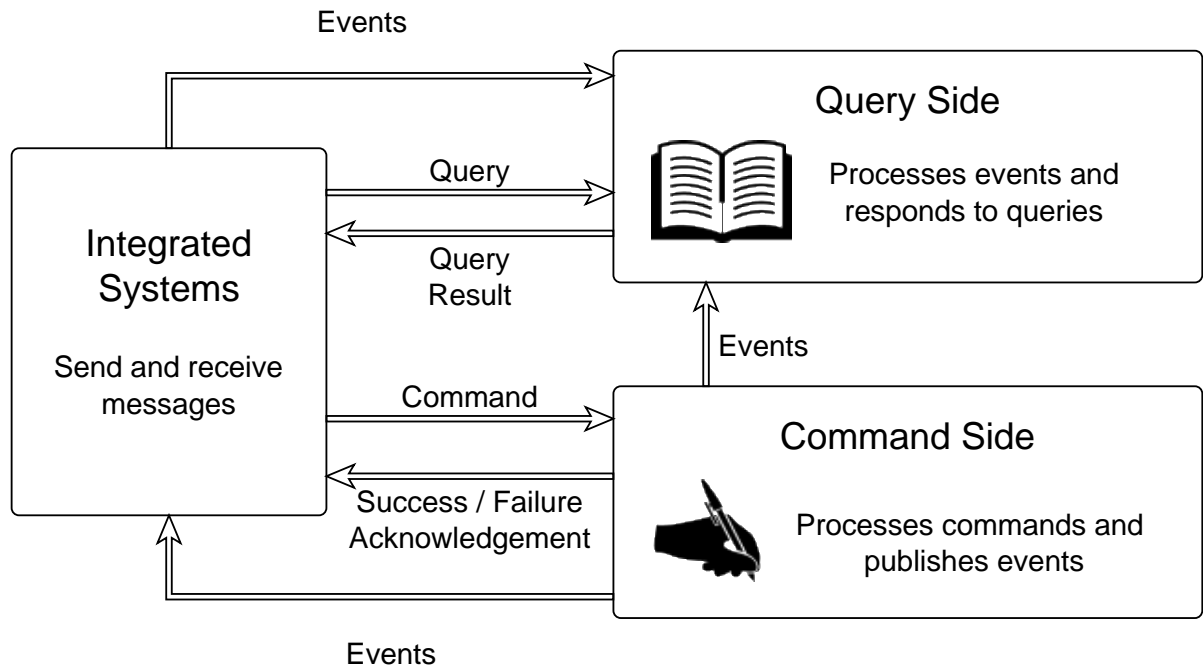 Events
Query Side
Processes events and
responds to queries
Query
Query
Result
Integrated
Systems
Send and receive
messages
Events
Command
Success / Failure
Acknowledgement
Command Side
Processes commands and
publishes events
Events